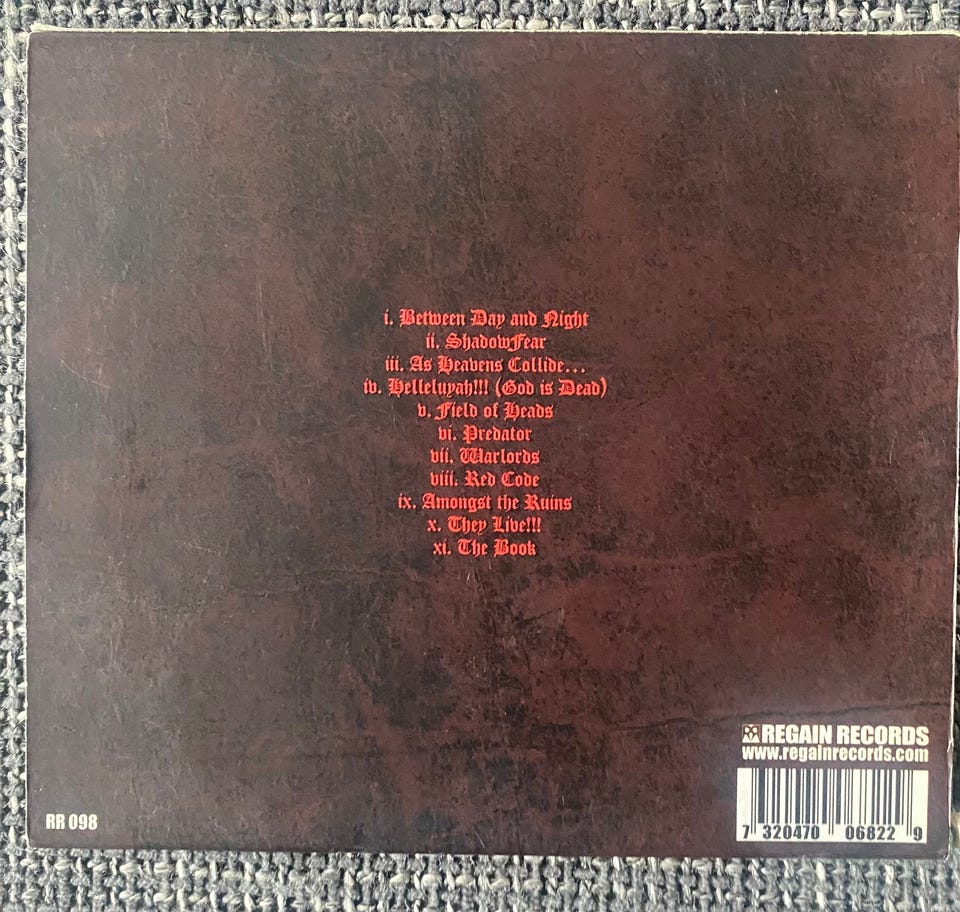 i. Between Day and Night
ii. ShadowFear
iii. As Heavens Collide...
iv. Helleluyah!!! (God is Dead)
v. Field of Heads
vi. Predator
vii. Warlords
viii. Red Code
ix. Amongst the Ruins
x. They Live!!!
xi. The Book
REGAIN RECORDS
www.regainrecords.com
7 320470 06822 9
RR 098